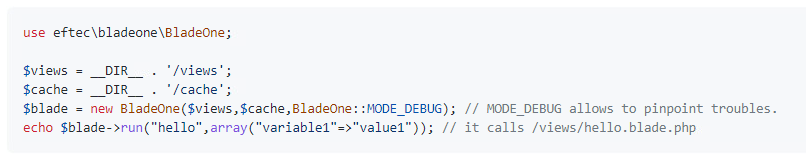 use eftec\bladeone\BladeOne;
$views = __DIR__ . '/views';
$cache = __DIR__ . '/cache';
$blade = new BladeOne($views,$cache,BladeOne::MODE_DEBUG); // MODE_DEBUG allows to pinpoint troubles.
echo $blade->run("hello",array("variable1"=>"value1")); // it calls /views/hello.blade.php